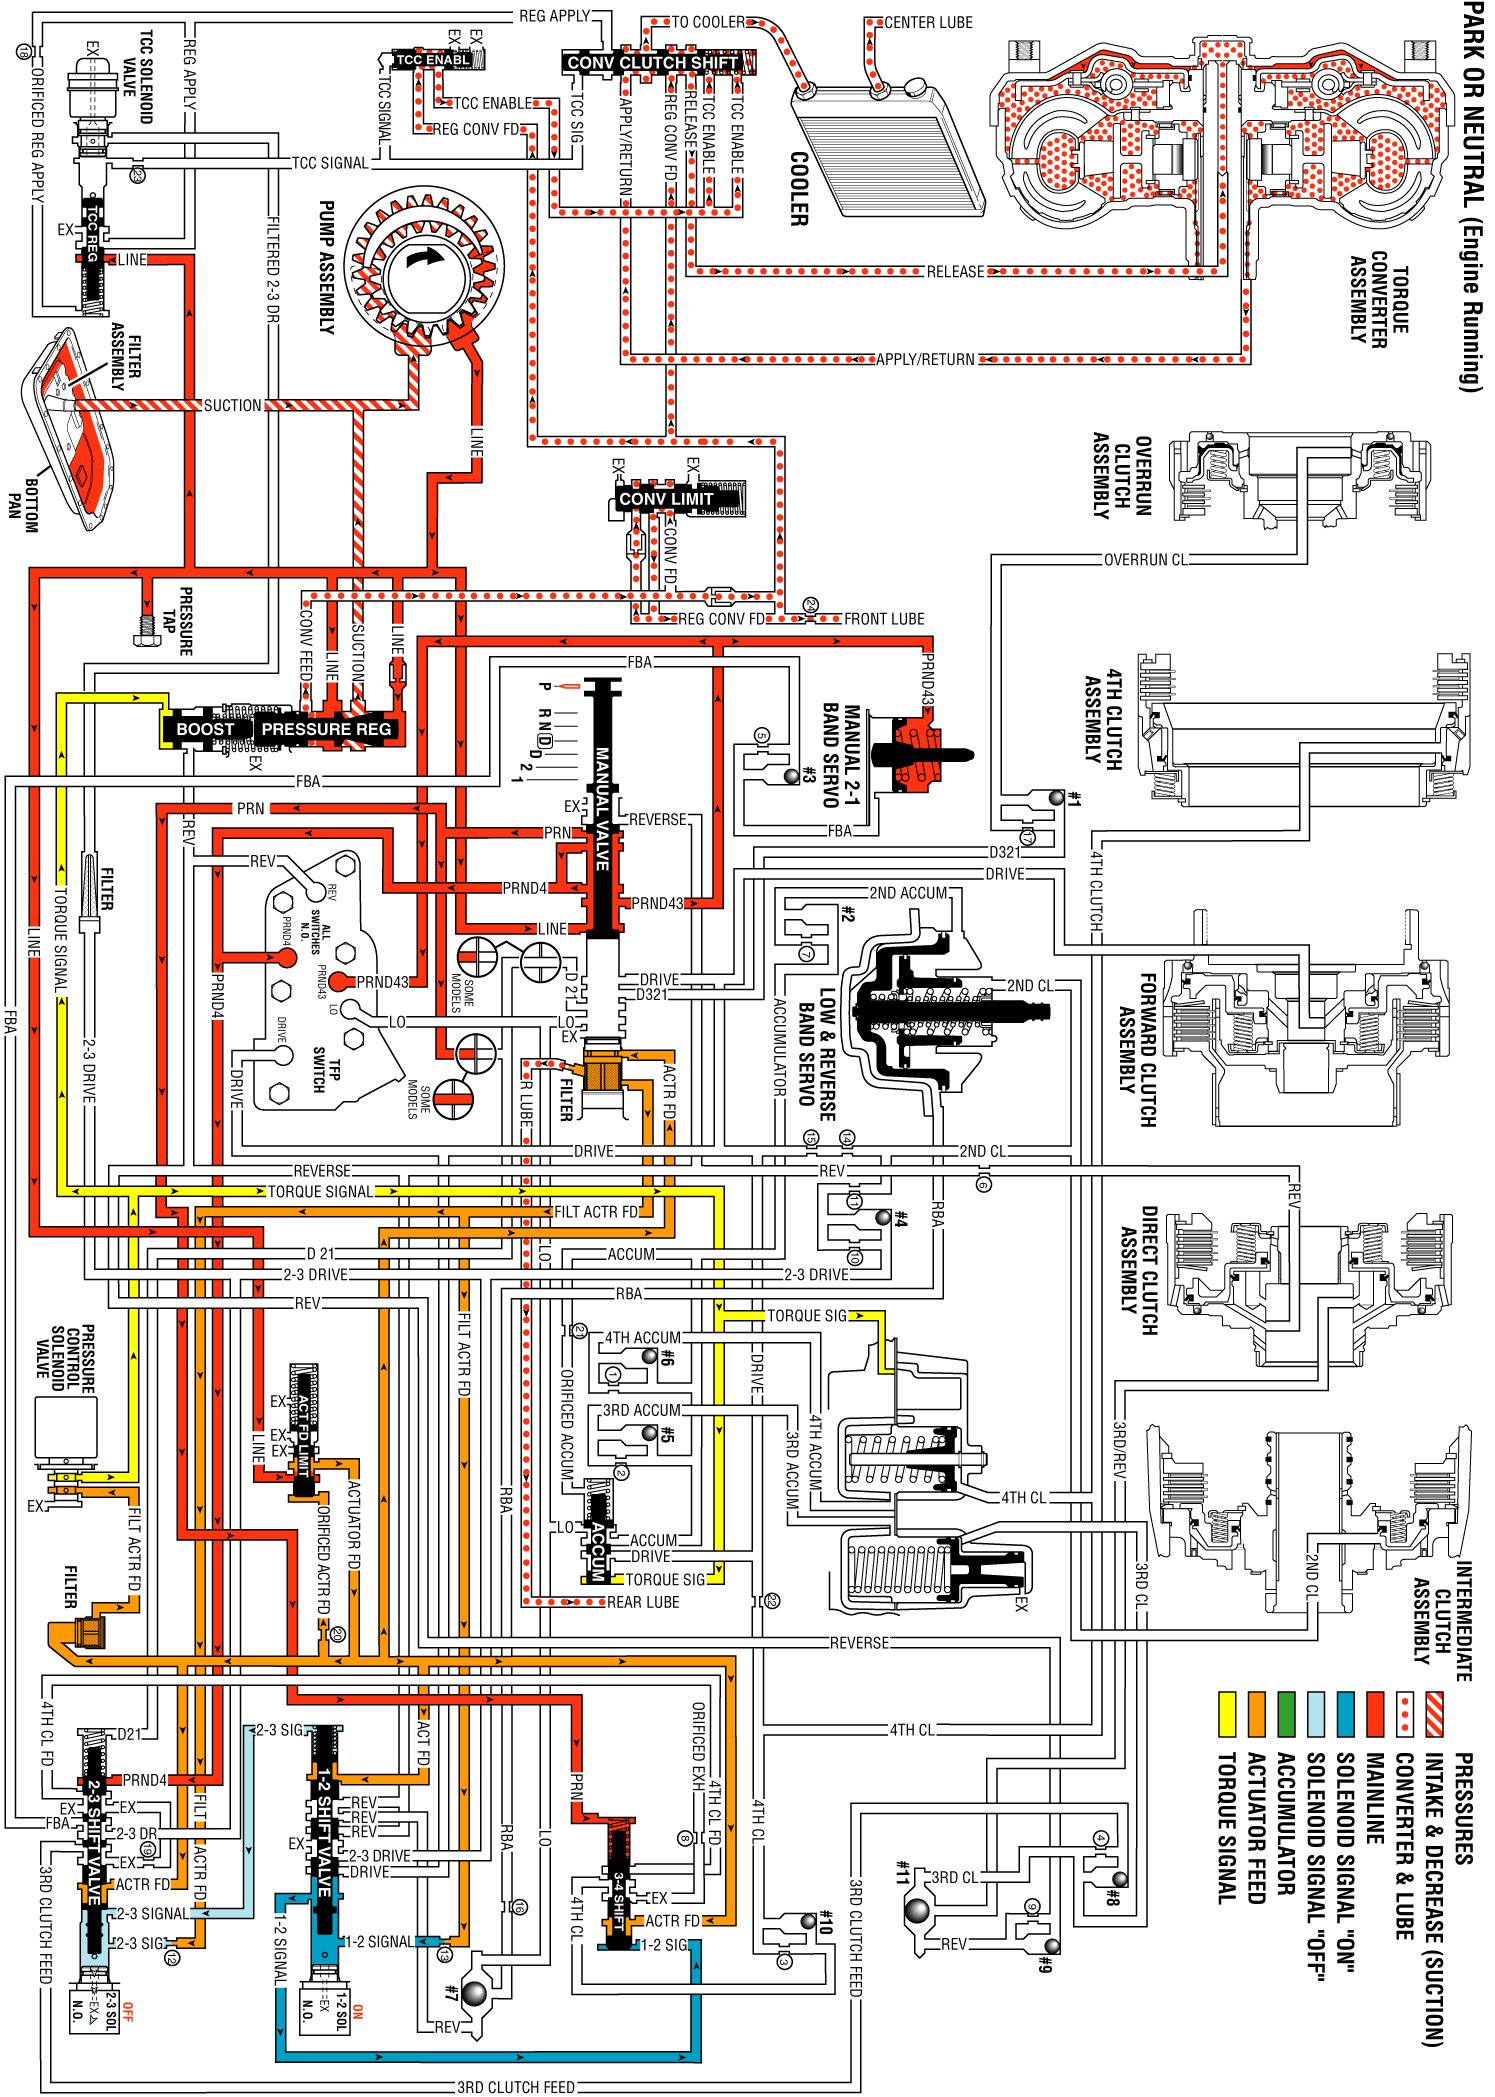 PARK OR NEUTRAL (Engine Running)
TORQUE
CONVERTER
ASSEMBLY
CENTER LUBE
TO COOLER
COOLER
REG APPLY
CONV CLUTCH SHIFT
TCC ENABL
EX
EX
TCC SIGNAL
TCC ENABLE
REG CONV FD
TCC SIG
APPLY/RETURN
REG CONV FD
RELEASE
TCC ENABLE
TCC ENABLE
TCC SIGNAL
RELEASE
APPLY/RETURN
18
ORIFICED REG APPLY
EX
TCC SOLENOID
VALVE
REG APPLY
23
FILTERED 2-3 DR
TCC REG
EX
LINE
PUMP ASSEMBLY
FILTER
ASSEMBLY
SUCTION
LINE
BOTTOM
PAN
PRESSURE
TAP
OVERRUN
CLUTCH
ASSEMBLY
OVERRUN CL
EX
EX
CONV LIMIT
CONV FD
REG CONV FD
24
FRONT LUBE
CONV FEED
LINE
SUCTION
LINE
FBA
PRND43
BOOST
PRESSURE REG
EX
P
R
N
D
D
2
1
MANUAL VALVE
MANUAL 2-1
BAND SERVO
5
#3
4TH CLUTCH
ASSEMBLY
#1
17
FBA
FBA
PRN
EX
REVERSE
PRN
REV
REV
PRND4
PRND43
LINE
D321
DRIVE
4TH CLUTCH
2ND ACCUM
#2
7
FILTER
TORQUE SIGNAL
LINE
REV
ALL
SWITCHES
N.O.
PRND4
PRND43
LO
DRIVE
TFP
SWITCH
PRND43
PRND4
LO
SOME
MODELS
SOME
MODELS
D 21
LO
EX
DRIVE
D321
ACCUMULATOR
LOW & REVERSE
BAND SERVO
2ND CL
FORWARD CLUTCH
ASSEMBLY
FBA
2-3 DRIVE
DRIVE
FILTER
ACTR FD
R LUBE
DRIVE
15
14
2ND CL
REVERSE
REV
6
REV
TORQUE SIGNAL
11
#4
10
RBA
FILT ACTR FD
D 21
LO
ACCUM
2-3 DRIVE
2-3 DRIVE
RBA
REV
DIRECT CLUTCH
ASSEMBLY
TORQUE SIG
PRESSURE
CONTROL
SOLENOID
VALVE
EX
FILT ACTR FD
21
4TH ACCUM
#6
1
3RD ACCUM
#5
2
ORIFICED ACCUM
DRIVE
4TH ACCUM
3RD ACCUM
EX
EX
EX
ACT FD LIMIT
LINE
ACTUATOR FD
ORIFICED ACTR FD
20
FILT ACTR FD
RBA
LO
ACCUM
ACCUM
DRIVE
TORQUE SIG
REAR LUBE
22
4TH CL
3RD/REV
3RD CL
EX
2ND CL
INTERMEDIATE
CLUTCH
ASSEMBLY
FILTER
REVERSE
4TH CL
4TH CL FD
D21
2-3 SIG
ACT FD
PRN
ORIFICED EXH
4TH CL FD
8
4TH CL
PRND4
EX
FBA
EX
2-3 DR
19
EX
ACTR FD
FILT ACTR FD
2-3 SIGNAL
2-3 SIG
12
2-3 SHIFT VALVE
2-3 SOL
N.O.
EX
OFF
3RD CLUTCH FEED
1-2 SHIFT VALVE
REV
REV
REV
EX
2-3 DRIVE
DRIVE
1-2 SIGNAL
1-2 SIGNAL
13
1-2 SOL
N.O.
EX
ON
RBA
LO
16
#7
REV
3-4 SHIFT
EX
ACTR FD
1-2 SIG
4TH CL
#10
3
3RD CLUTCH FEED
#11
3RD CL
REV
4
#8
9
#9
3RD CLUTCH FEED
PRESSURES
INTAKE & DECREASE (SUCTION)
CONVERTER & LUBE
MAINLINE
SOLENOID SIGNAL "ON"
SOLENOID SIGNAL "OFF"
ACCUMULATOR
ACTUATOR FEED
TORQUE SIGNAL